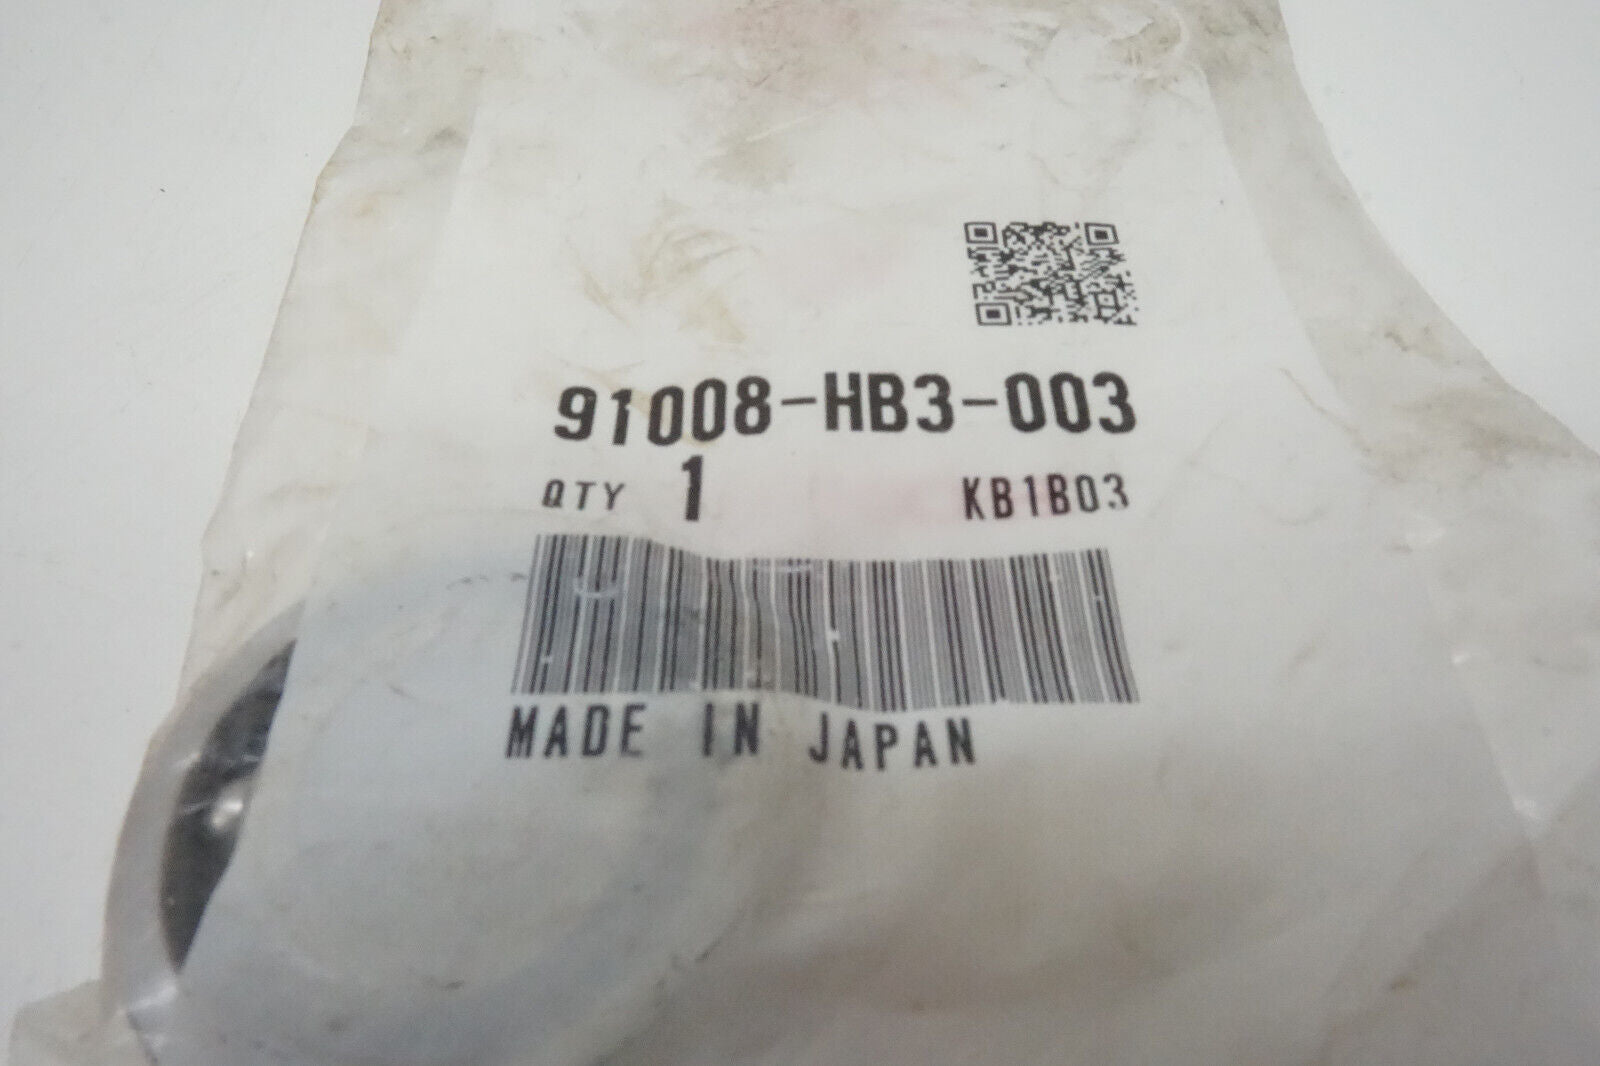 91008-HB3-003
QTY 1 KB1B03
MADE IN JAPAN